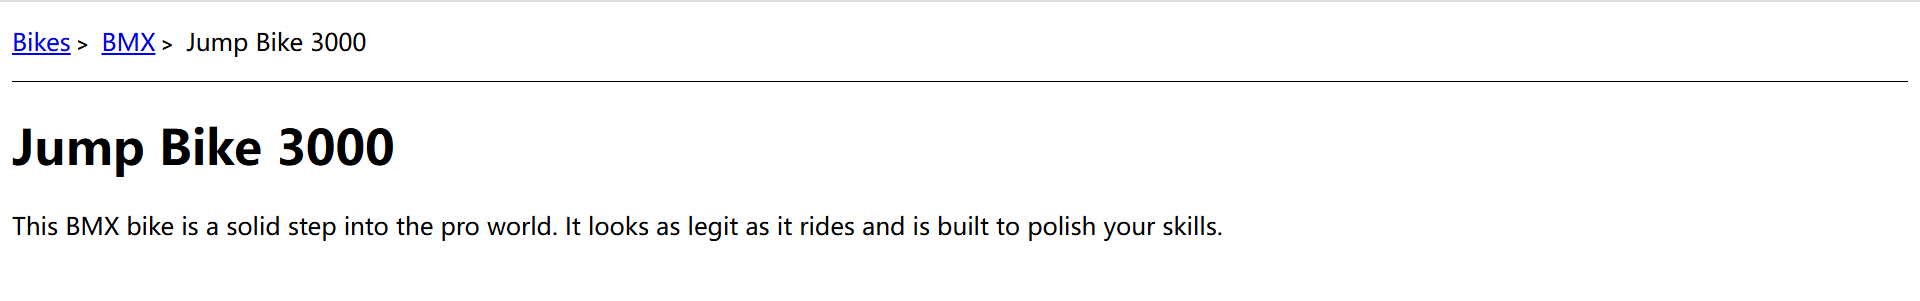 Bikes > BMX > Jump Bike 3000
Jump Bike 3000
This BMX bike is a solid step into the pro world. It looks as legit as it rides and is built to polish your skills.